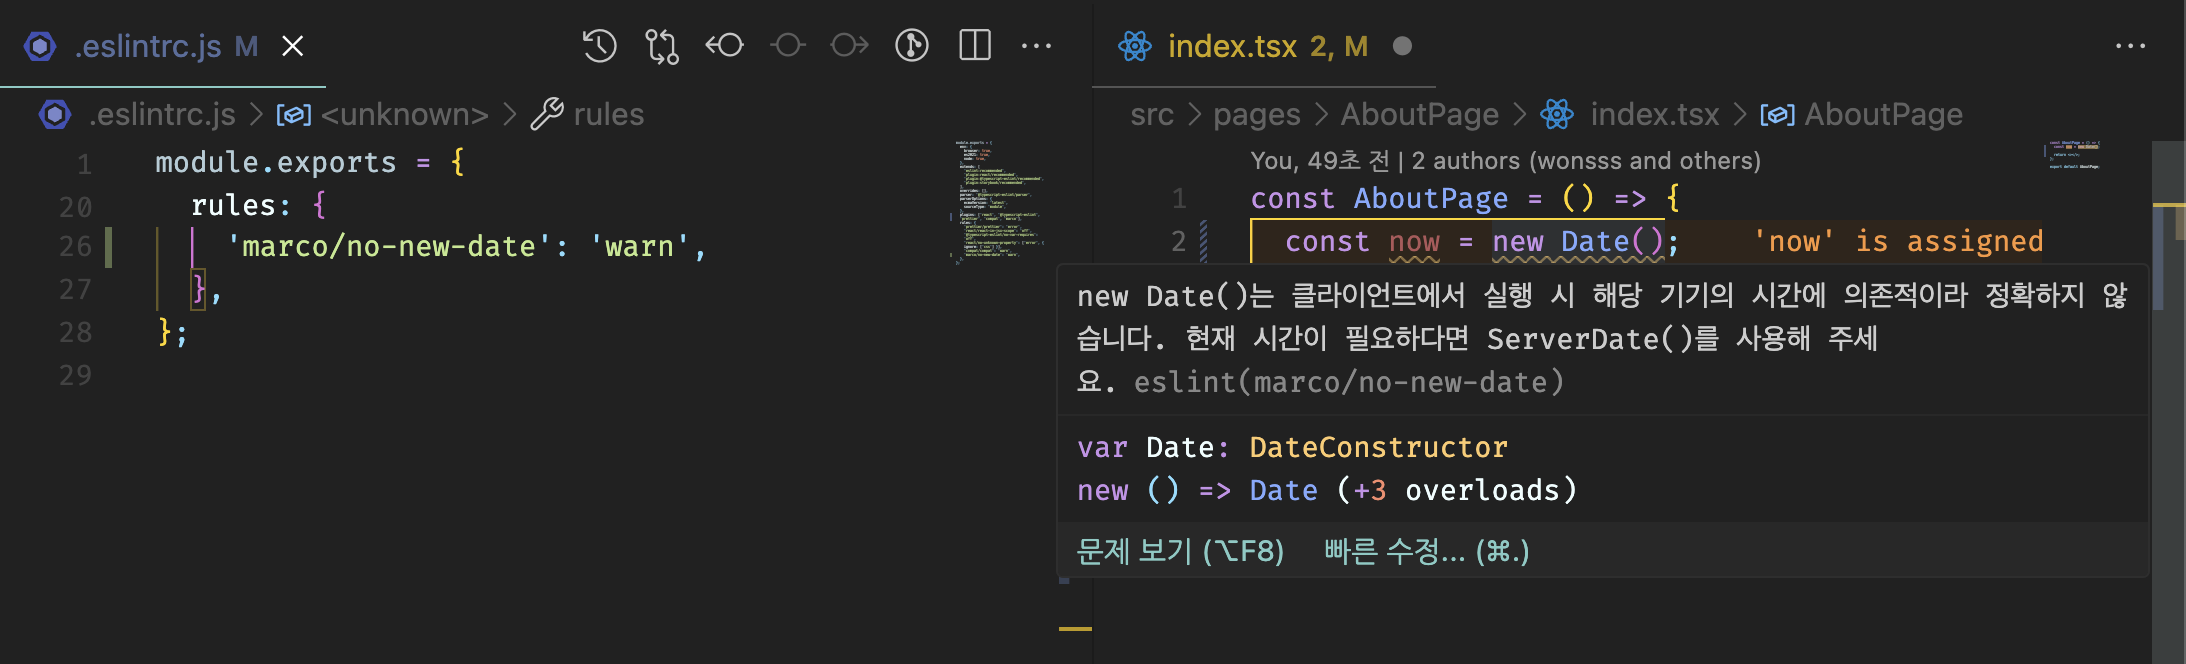 .eslintrc.js M
.eslintrc.js > <unknown> > rules
1 module.exports = {
20 rules: {
26 'marco/no-new-date': 'warn',
27 },
28 };
29
index.tsx 2, M
src > pages > AboutPage > index.tsx > AboutPage
You, 49초 전 | 2 authors (wonsss and others)
1 const AboutPage = () => {
2 const now = new Date(); 'now' is assigned
new Date()는 클라이언트에서 실행 시 해당 기기의 시간에 의존적이라 정확하지 않
습니다. 현재 시간이 필요하다면 ServerDate()를 사용해 주세
요. eslint(marco/no-new-date)
var Date: DateConstructor
new () => Date (+3 overloads)
문제 보기 (⌥F8) 빠른 수정... (⌘.)